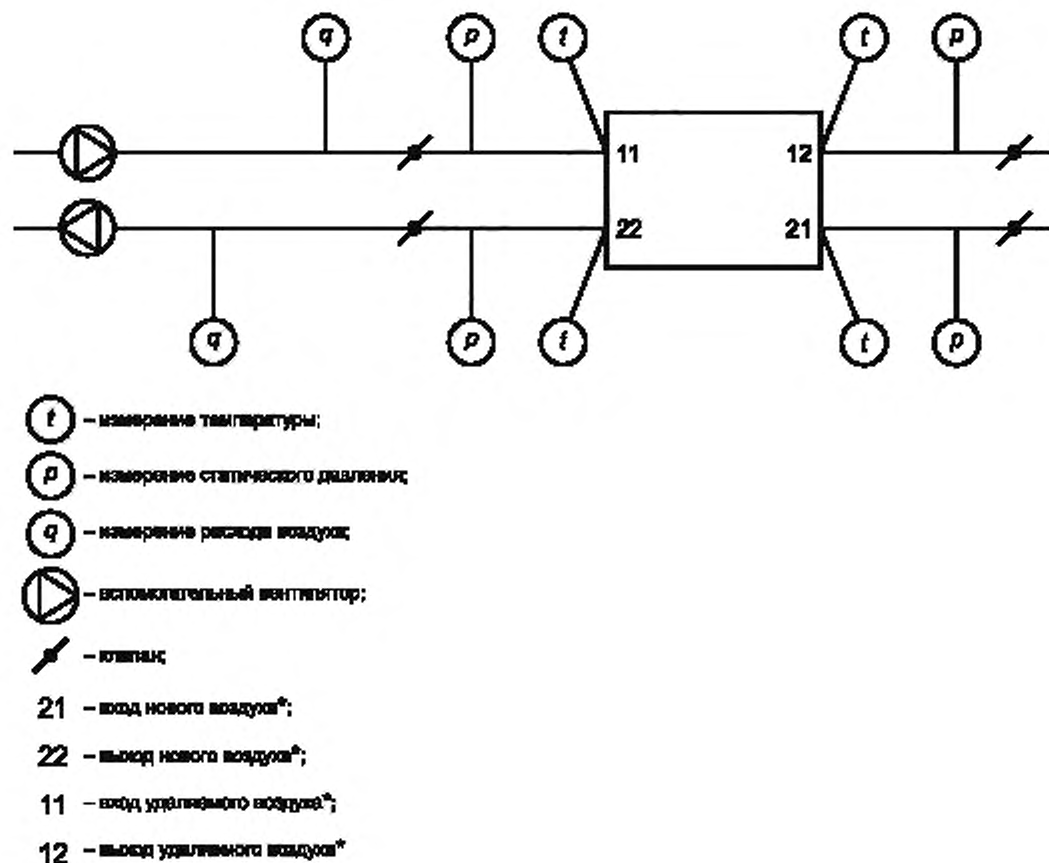 q p t t p
11 12
22 21
q p t t p
t – измерение температуры;
p – измерение статического давления;
q – измерение расхода воздуха;
– вспомогательный вентилятор;
– клапан;
21 – вход нового воздуха*;
22 – выход нового воздуха*;
11 – вход удаляемого воздуха*;
12 – выход удаляемого воздуха*